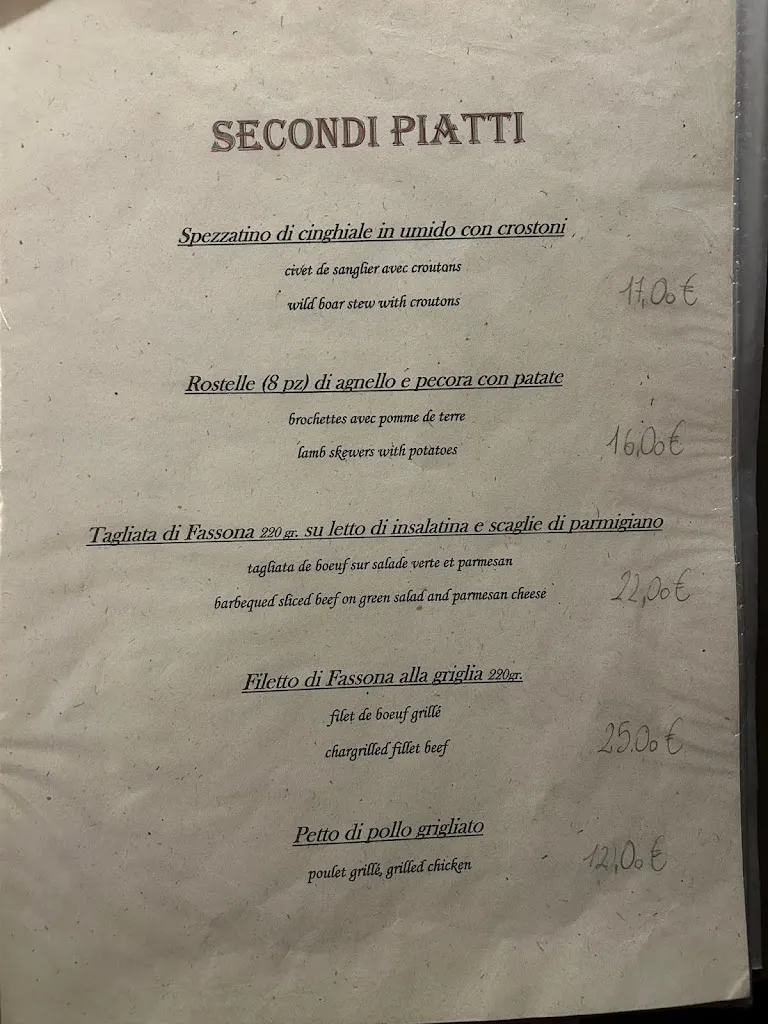 SECONDI PIATTI
Spezzatino di cinghiale in umido con crostoni
civet de sanglier avec croutons
wild boar stew with croutons
17,00 €
Rostelle (8 pz) di agnello e pecora con patate
brochettes avec pomme de terre
lamb skewers with potatoes
16,00 €
Tagliata di Fassona 220 gr. su letto di insalatina e scaglie di parmigiano
tagliata de boeuf sur salade verte et parmesan
barbequed sliced beef on green salad and parmesan cheese
22,00 €
Filetto di Fassona alla griglia 220gr.
filet de boeuf grillé
chargrilled fillet beef
25.00 €
Petto di pollo grigliato
poulet grillé, grilled chicken
12,00 €